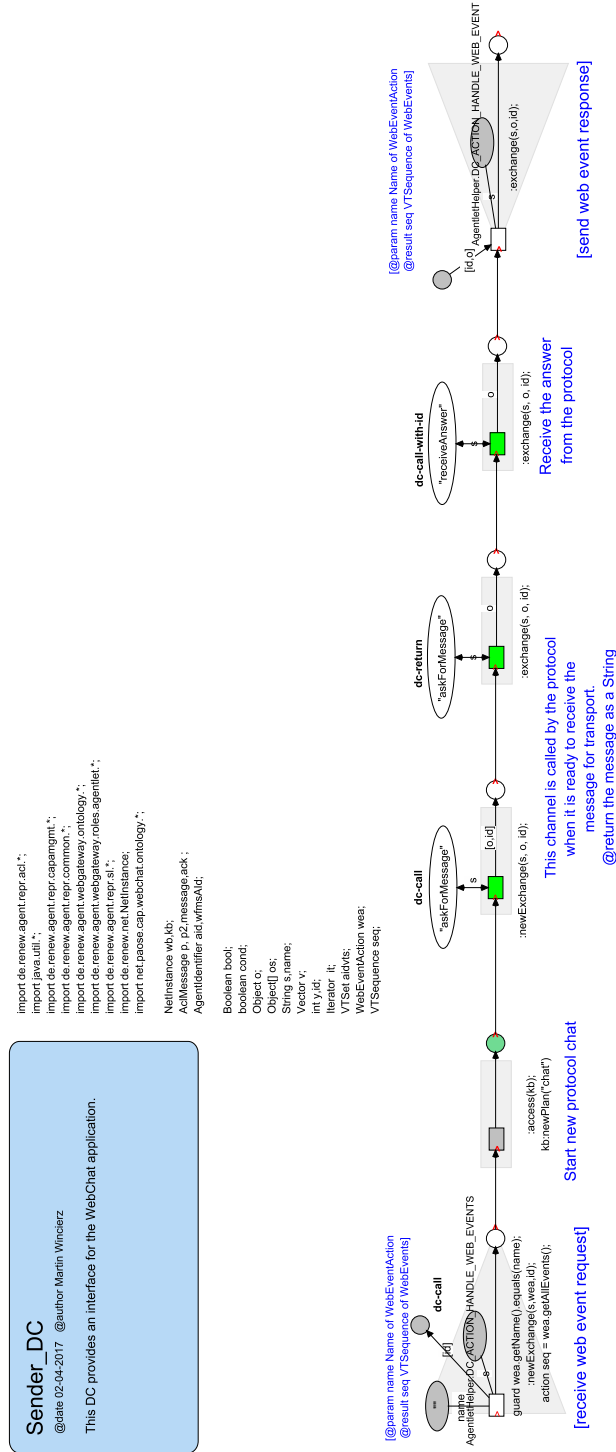 Sender_DC
@date 02-04-2017 @author Martin Wincierz
This DC provides an interface for the WebChat application.
import de.renew.agent.repr.acl.*;
import java.util.*;
import de.renew.agent.repr.capamgmt.*;
import de.renew.agent.repr.common.*;
import de.renew.agent.webgateway.ontology.*;
import de.renew.agent.webgateway.roles.agentlet.*;
import de.renew.agent.repr.sl.*;
import de.renew.net.NetInstance;
import net.paose.cap.webchat.ontology.*;
NetInstance wb,kb;
AclMessage p, p2,message,ack ;
AgentIdentifier aid,wfmsAId;
Boolean bool;
boolean cond;
Object o;
Object[] os;
String s,name;
Vector v;
int y,id;
Iterator it;
VTSet aidvts;
WebEventAction wea;
VTSequence seq;
[@param name Name of WebEventAction
@result seq VTSequence of WebEvents]
dc-call
""
[id]
name
AgentletHelper.DC_ACTION_HANDLE_WEB_EVENTS
s
guard wea.getName().equals(name);
:newExchange(s,wea,id);
action seq = wea.getAllEvents();
[receive web event request]
:access(kb);
kb:newPlan("chat")
Start new protocol chat
dc-call
"askForMessage"
s
[o,id]
:newExchange(s, o, id);
This channel is called by the protocol
when it is ready to receive the
message for transport.
@return the message as a String
dc-return
"askForMessage"
s
o
:exchange(s, o, id);
dc-call-with-id
"receiveAnswer"
s
o
:exchange(s, o, id);
Receive the answer
from the protocol
[@param name Name of WebEventAction
@result seq VTSequence of WebEvents]
[id,o]
AgentletHelper.DC_ACTION_HANDLE_WEB_EVENT
s
:exchange(s,o,id);
[send web event response]